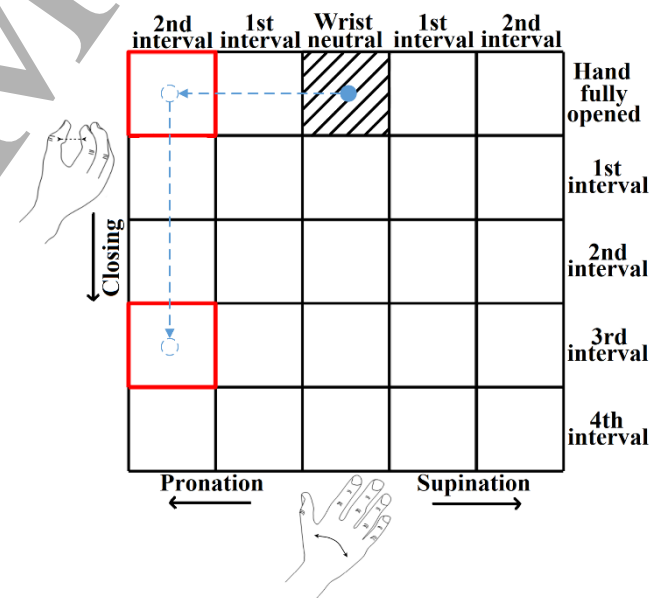 2nd interval
1st interval
Wrist neutral
1st interval
2nd interval
Hand fully opened
1st interval
2nd interval
3rd interval
4th interval
Closing
Pronation
Supination